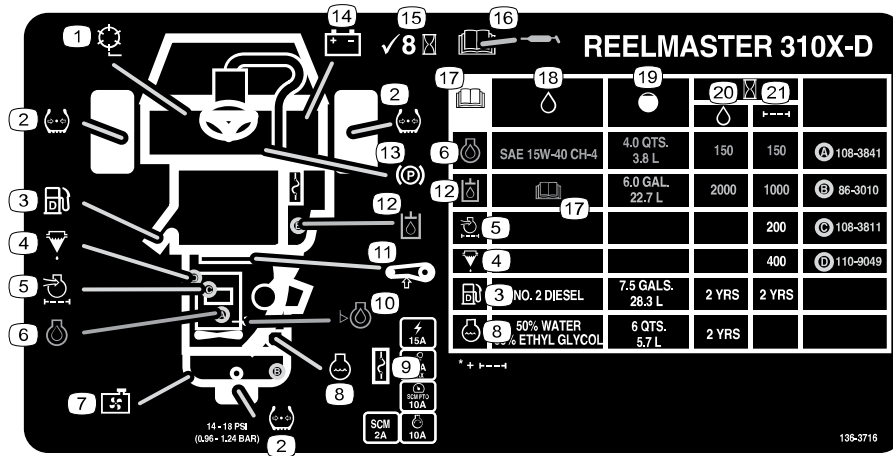 1
14
15
16
✓8
REELMASTER 310X-D
2
2
17
18
19
20
21
13
P
6
SAE 15W-40 CH-4
4.0 QTS.
3.8 L
150
150
A 108-3841
12
6.0 GAL.
22.7 L
2000
1000
B 86-3010
17
3
D
12
4
5
200
C 108-3811
11
4
400
D 110-9049
5
C
3
D
NO. 2 DIESEL
7.5 GALS.
28.3 L
2 YRS
2 YRS
10
6
A
8
50% WATER
% ETHYL GLYCOL
6 QTS.
5.7 L
2 YRS
15A
* +
7
B
8
9
SCM PTO
10A
14 - 18 PSI
(0.96 - 1.24 BAR)
2
SCM
2A
10A
136-3716